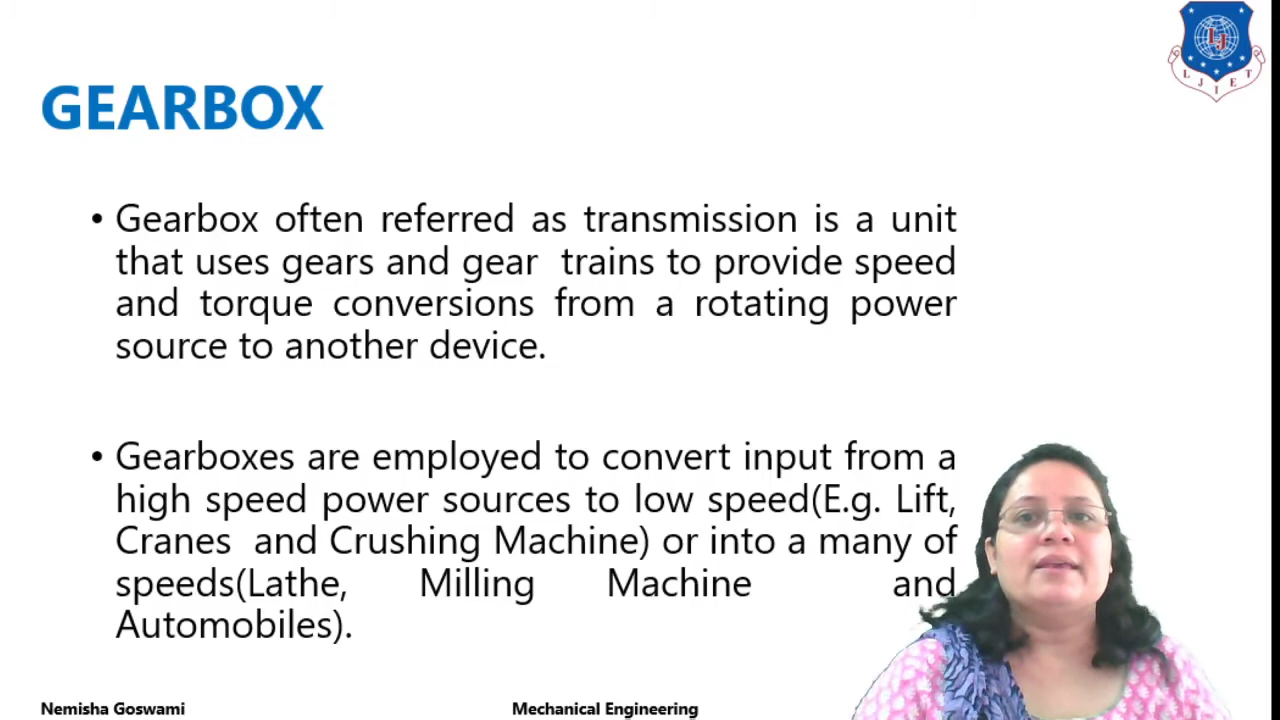 GEARBOX
• Gearbox often referred as transmission is a unit
that uses gears and gear trains to provide speed
and torque conversions from a rotating power
source to another device.
• Gearboxes are employed to convert input from a
high speed power sources to low speed(E.g. Lift,
Cranes and Crushing Machine) or into a many of
speeds(Lathe, Milling Machine and
Automobiles).
Nemisha Goswami
Mechanical Engineering
LJ
LJIET